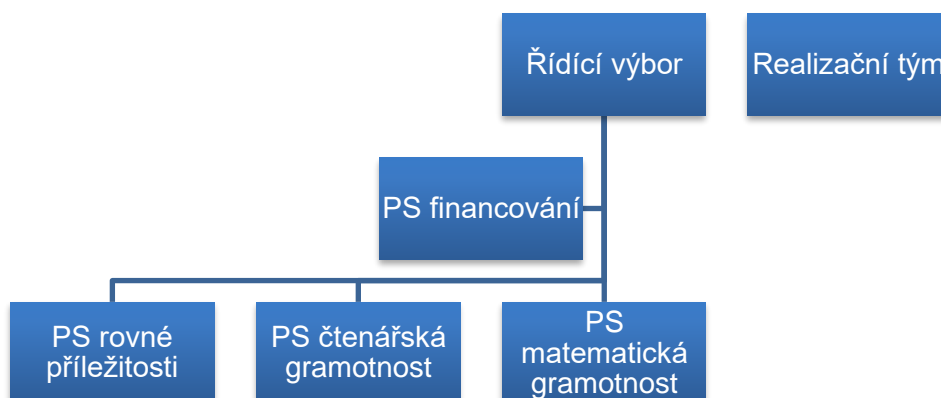 Řídící výbor
Realizační tým
PS financování
PS rovné
příležitosti
PS čtenářská
gramotnost
PS
matematická
gramotnost